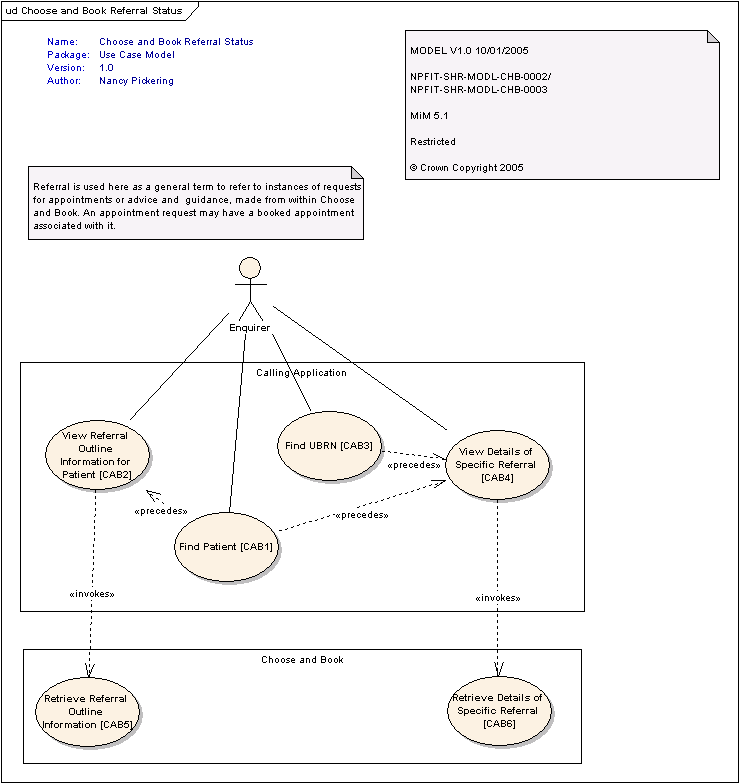 ud Choose and Book Referral Status
Name: Choose and Book Referral Status
Package: Use Case Model
Version: 1.0
Author: Nancy Pickering
MODEL V1.0 10/01/2005
NPFIT-SHR-MODL-CHB-0002/
NPFIT-SHR-MODL-CHB-0003
MiM 5.1
Restricted
© Crown Copyright 2005
Referral is used here as a general term to refer to instances of requests
for appointments or advice and guidance, made from within Choose
and Book. An appointment request may have a booked appointment
associated with it.
Enquirer
Calling Application
View Referral
Outline
Information for
Patient [CAB2]
Find UBRN [CAB3]
View Details of
Specific Referral
[CAB4]
«precedes»
«precedes»
«precedes»
Find Patient [CAB1]
«invokes»
«invokes»
Choose and Book
Retrieve Referral
Outline
Information [CAB5]
Retrieve Details of
Specific Referral
[CAB6]